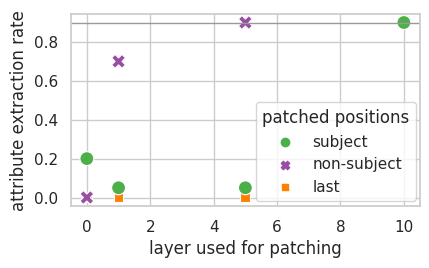 attribute extraction rate
0.8
0.6
0.4
0.2
0.0
patched positions
subject
non-subject
last
0 2 4 6 8 10
layer used for patching